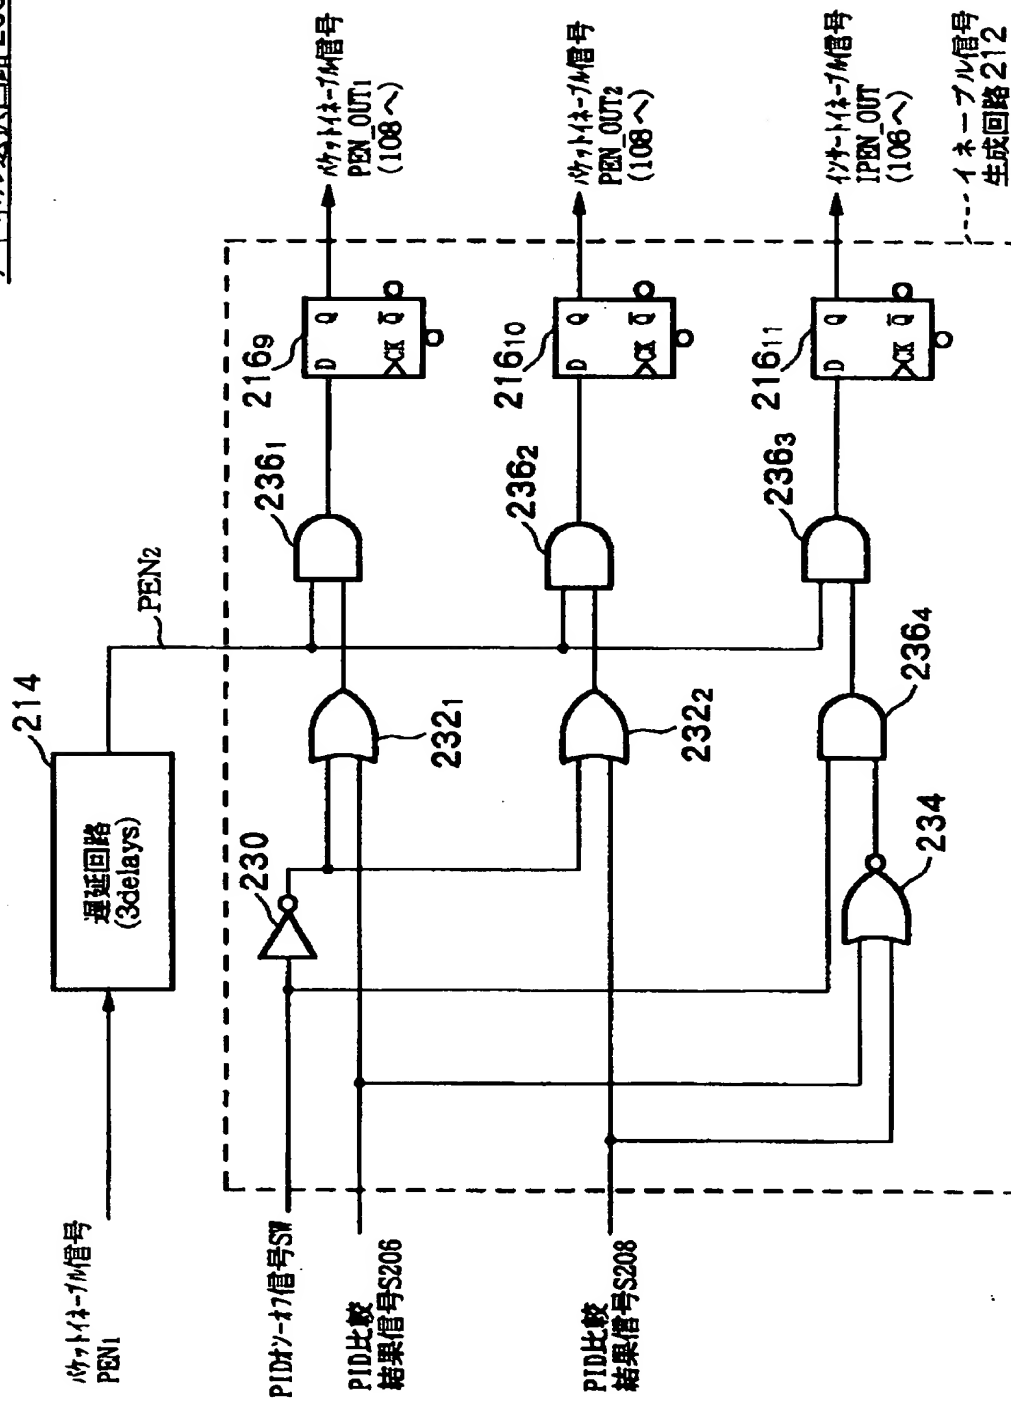 パケットイネーブル信号
PEN1
PIDオン-オフ信号SW
PID比較
結果信号S206
PID比較
結果信号S208
214
遅延回路
(3delays)
PEN2
230
232₁
232₂
234
236₁
236₂
236₃
236₄
216₉
D Q
CK Q̅
216₁₀
D Q
CK Q̅
216₁₁
D Q
CK Q̅
パケットイネーブル信号
PEN_OUT1
(108へ)
パケットイネーブル信号
PEN_OUT2
(108へ)
インサートイネーブル信号
IPEN_OUT
(106へ)
イネーブル信号
生成回路212